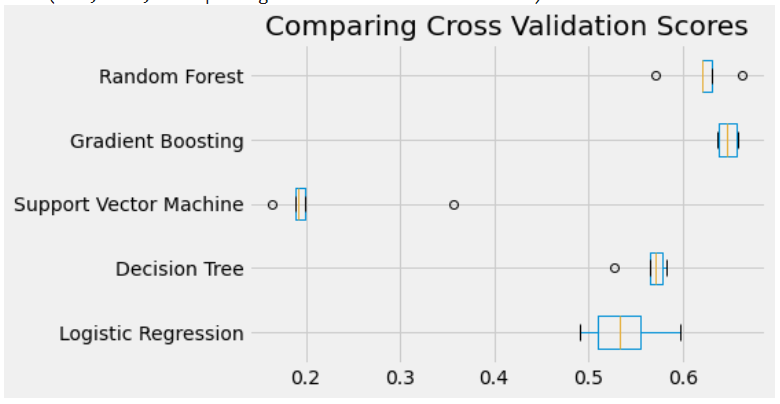 Comparing Cross Validation Scores
Random Forest
Gradient Boosting
Support Vector Machine
Decision Tree
Logistic Regression
0.2 0.3 0.4 0.5 0.6